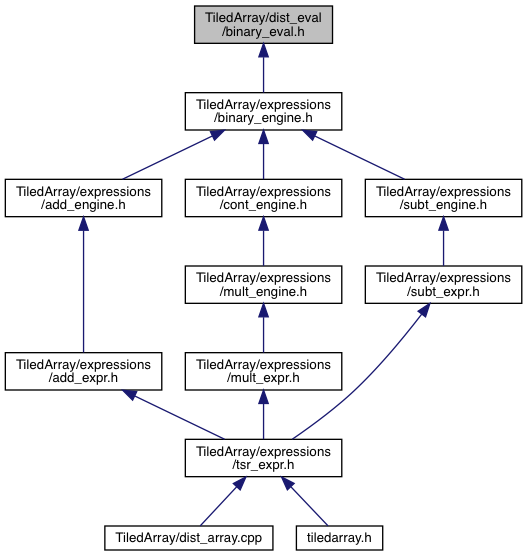 TiledArray/dist_eval
/binary_eval.h
TiledArray/expressions
/binary_engine.h
TiledArray/expressions
/add_engine.h
TiledArray/expressions
/cont_engine.h
TiledArray/expressions
/subt_engine.h
TiledArray/expressions
/mult_engine.h
TiledArray/expressions
/subt_expr.h
TiledArray/expressions
/add_expr.h
TiledArray/expressions
/mult_expr.h
TiledArray/expressions
/tsr_expr.h
TiledArray/dist_array.cpp
tiledarray.h